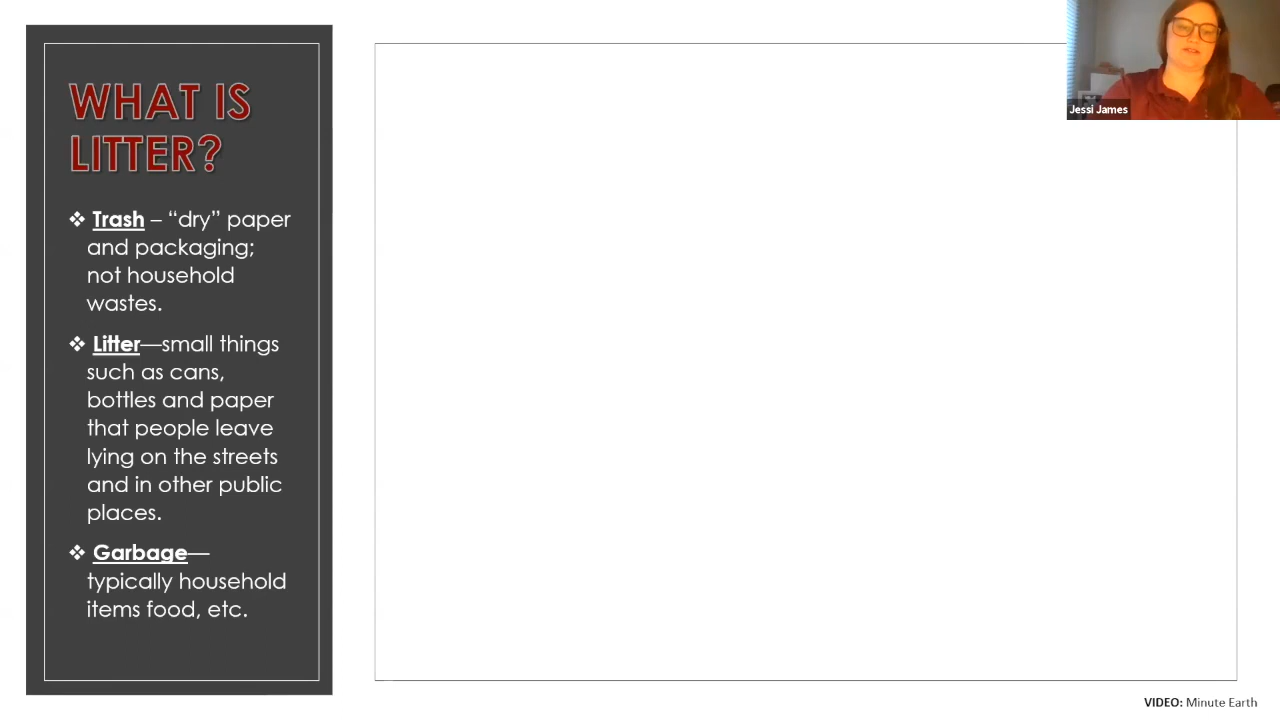 WHAT IS
LITTER?
❖ Trash – “dry” paper
and packaging;
not household
wastes.
❖ Litter—small things
such as cans,
bottles and paper
that people leave
lying on the streets
and in other public
places.
❖ Garbage—
typically household
items food, etc.
Jessi James
VIDEO: Minute Earth